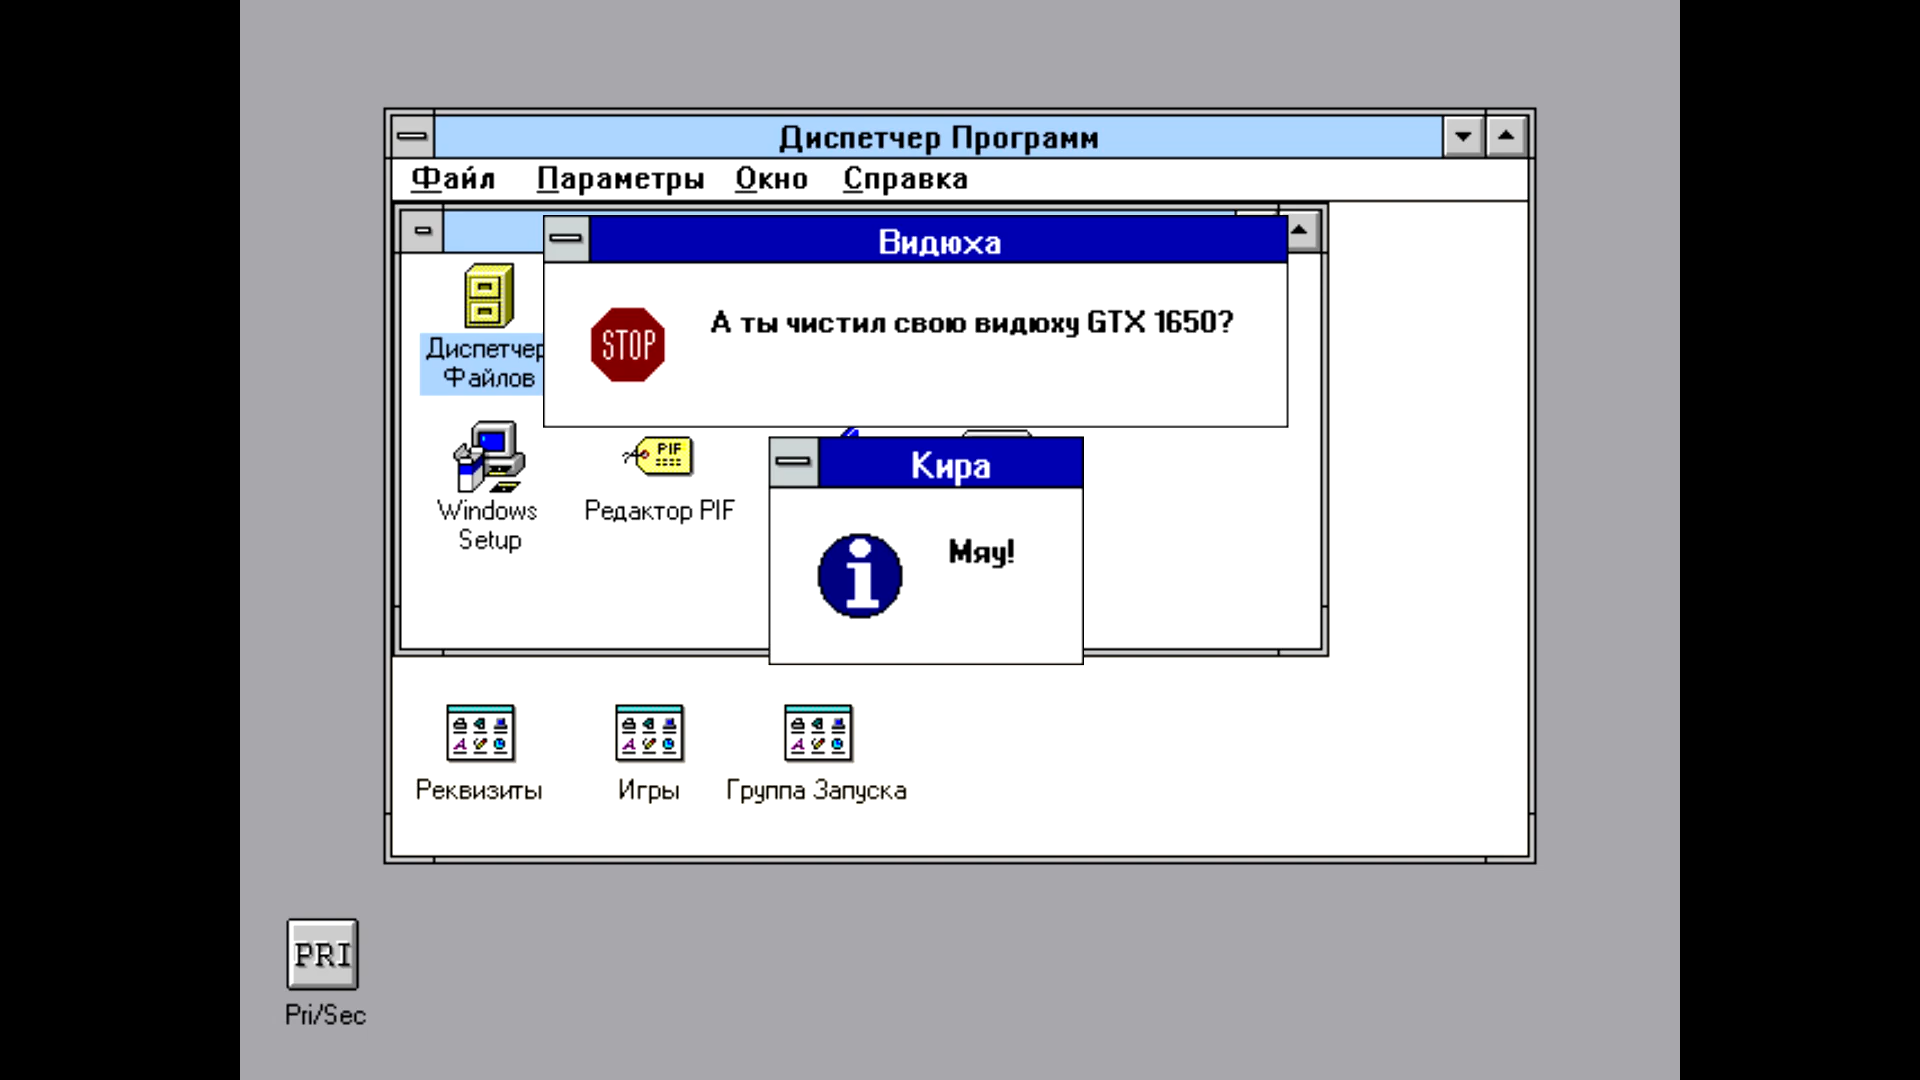 Диспетчер Программ
Файл Параметры Окно Справка
Видюха
STOP
А ты чистил свою видюху GTX 1650?
Диспетчер
Файлов
Windows
Setup
PIF
Редактор PIF
Кира
Мяу!
Реквизиты
Игры
Группа Запуска
PRI
Pri/Sec